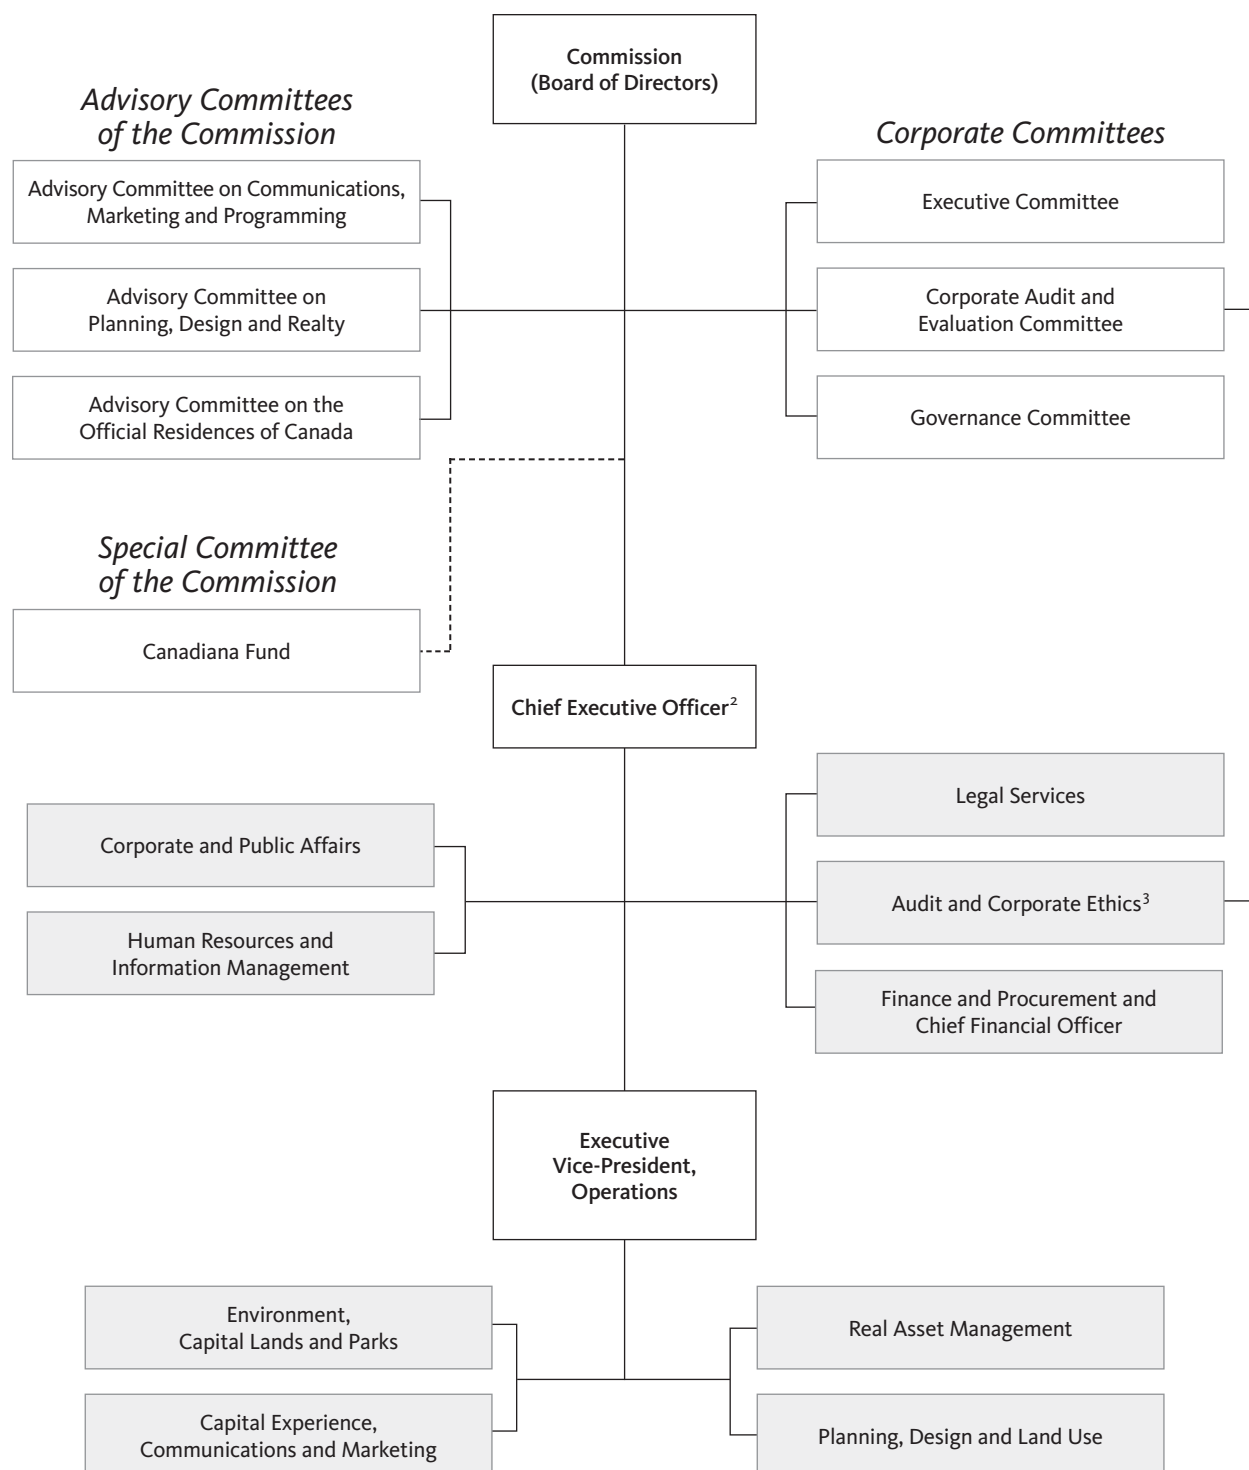 Commission
(Board of Directors)
Advisory Committees
of the Commission
Corporate Committees
Advisory Committee on Communications,
Marketing and Programming
Executive Committee
Advisory Committee on
Planning, Design and Realty
Corporate Audit and
Evaluation Committee
Advisory Committee on the
Official Residences of Canada
Governance Committee
Special Committee
of the Commission
Canadiana Fund
Chief Executive Officer²
Legal Services
Corporate and Public Affairs
Audit and Corporate Ethics³
Human Resources and
Information Management
Finance and Procurement and
Chief Financial Officer
Executive
Vice-President,
Operations
Environment,
Capital Lands and Parks
Real Asset Management
Capital Experience,
Communications and Marketing
Planning, Design and Land Use